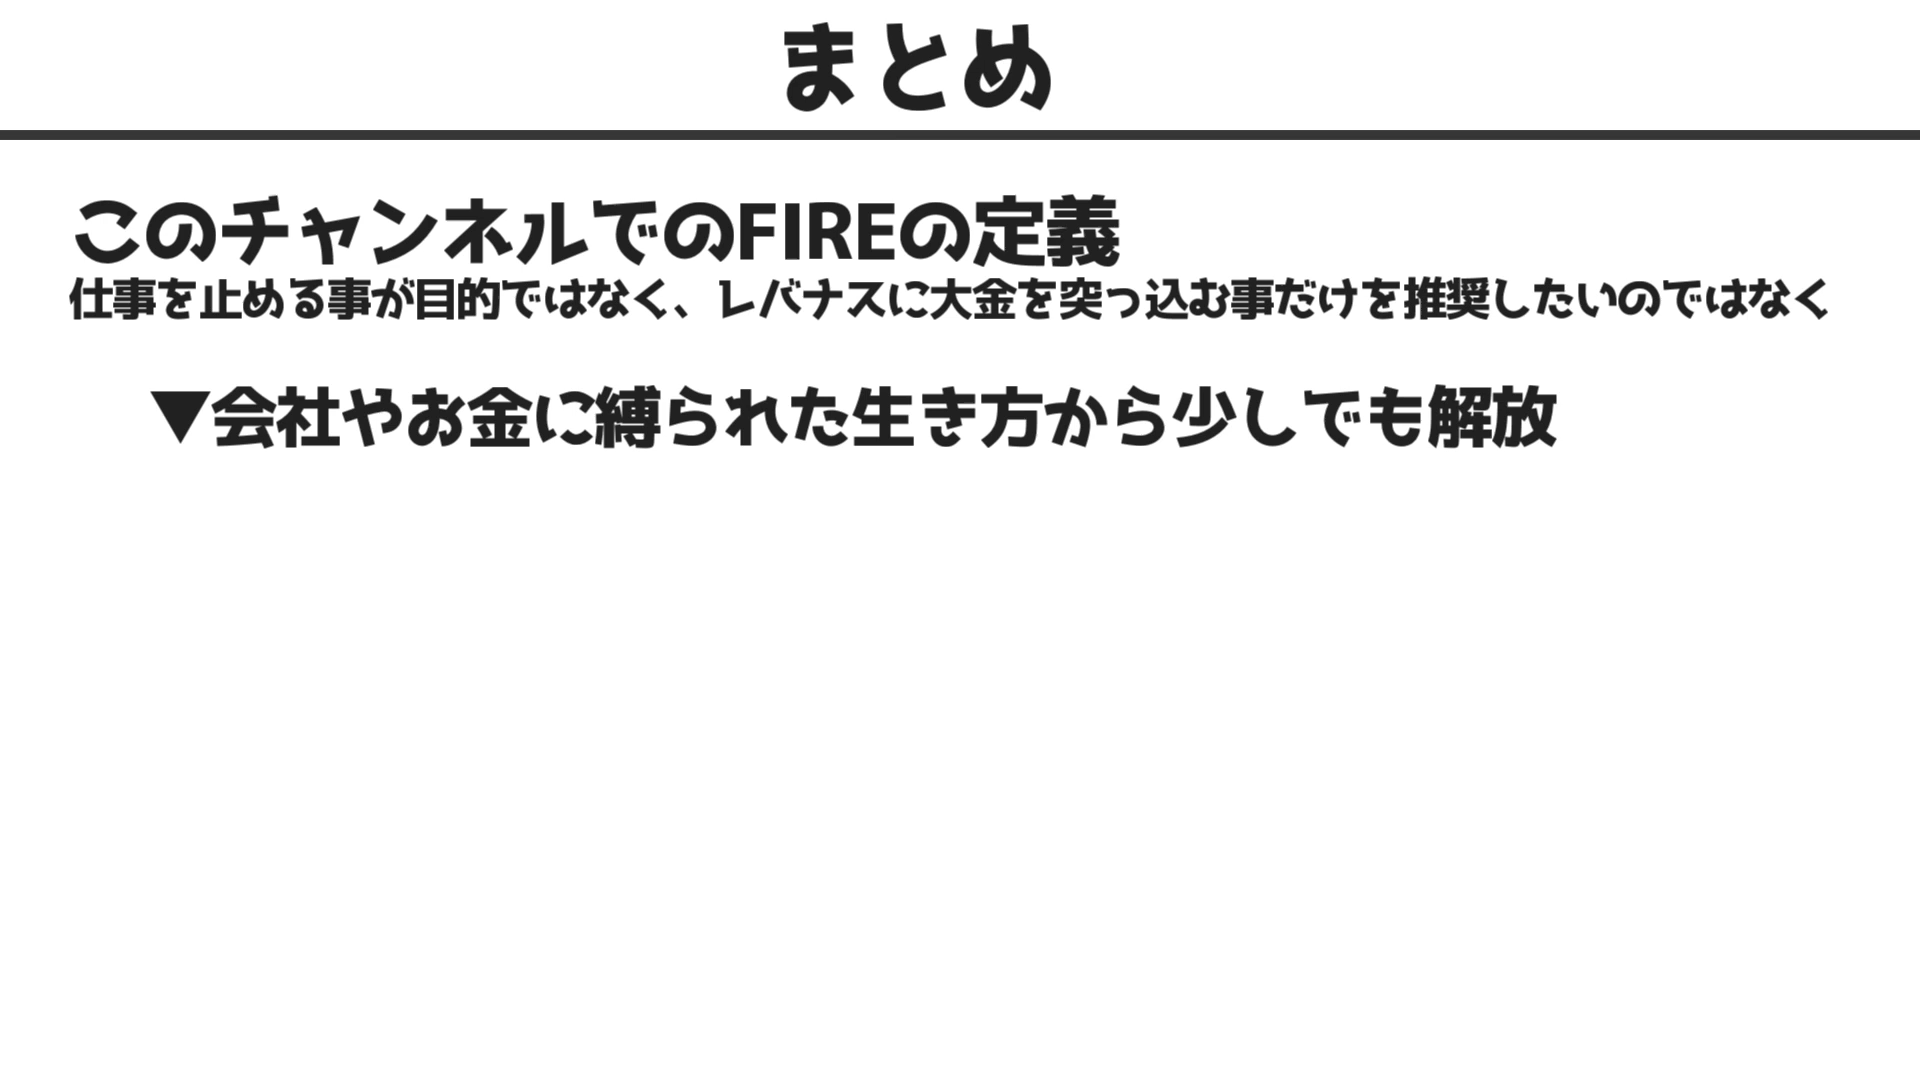 まとめ
このチャンネルでのFIREの定義
仕事を止める事が目的ではなく、レバナスに大金を突っ込む事だけを推奨したいのではなく
▼会社やお金に縛られた生き方から少しでも解放